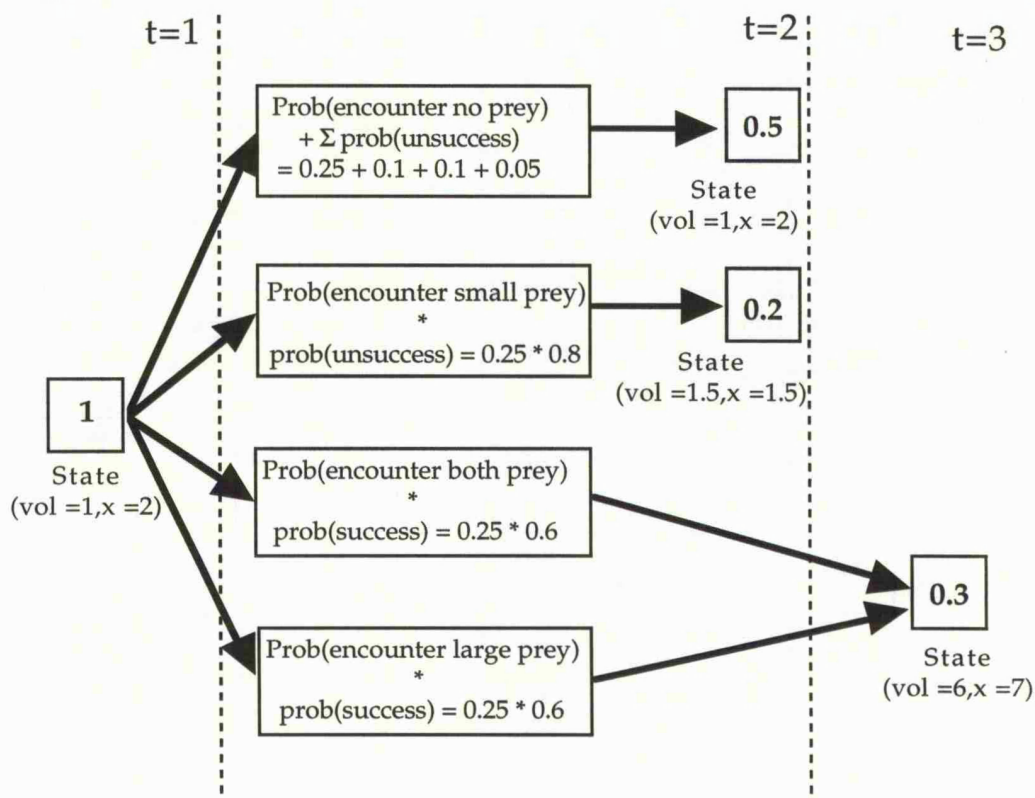 t=1
t=2
t=3
Prob(encounter no prey)
+ Σ prob(unsuccess)
= 0.25 + 0.1 + 0.1 + 0.05
0.5
State
(vol =1,x =2)
Prob(encounter small prey)
*
prob(unsuccess) = 0.25 * 0.8
0.2
State
(vol =1.5,x =1.5)
1
State
(vol =1,x =2)
Prob(encounter both prey)
*
prob(success) = 0.25 * 0.6
0.3
State
(vol =6,x =7)
Prob(encounter large prey)
*
prob(success) = 0.25 * 0.6